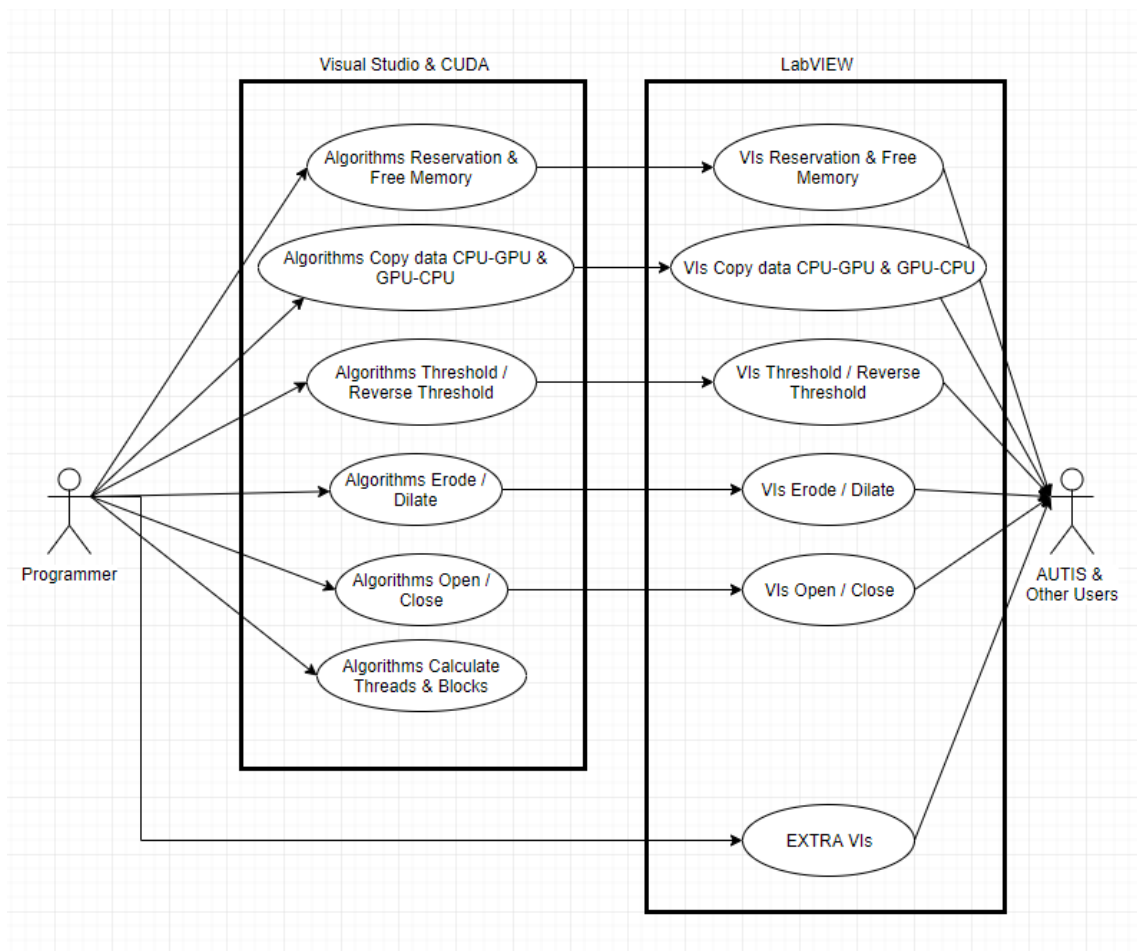 Visual Studio & CUDA
LabVIEW
Algorithms Reservation &
Free Memory
VIs Reservation & Free
Memory
Algorithms Copy data CPU-GPU &
GPU-CPU
VIs Copy data CPU-GPU & GPU-CPU
Algorithms Threshold /
Reverse Threshold
VIs Threshold / Reverse
Threshold
Algorithms Erode /
Dilate
VIs Erode / Dilate
Programmer
Algorithms Open /
Close
VIs Open / Close
AUTIS &
Other Users
Algorithms Calculate
Threads & Blocks
EXTRA VIs